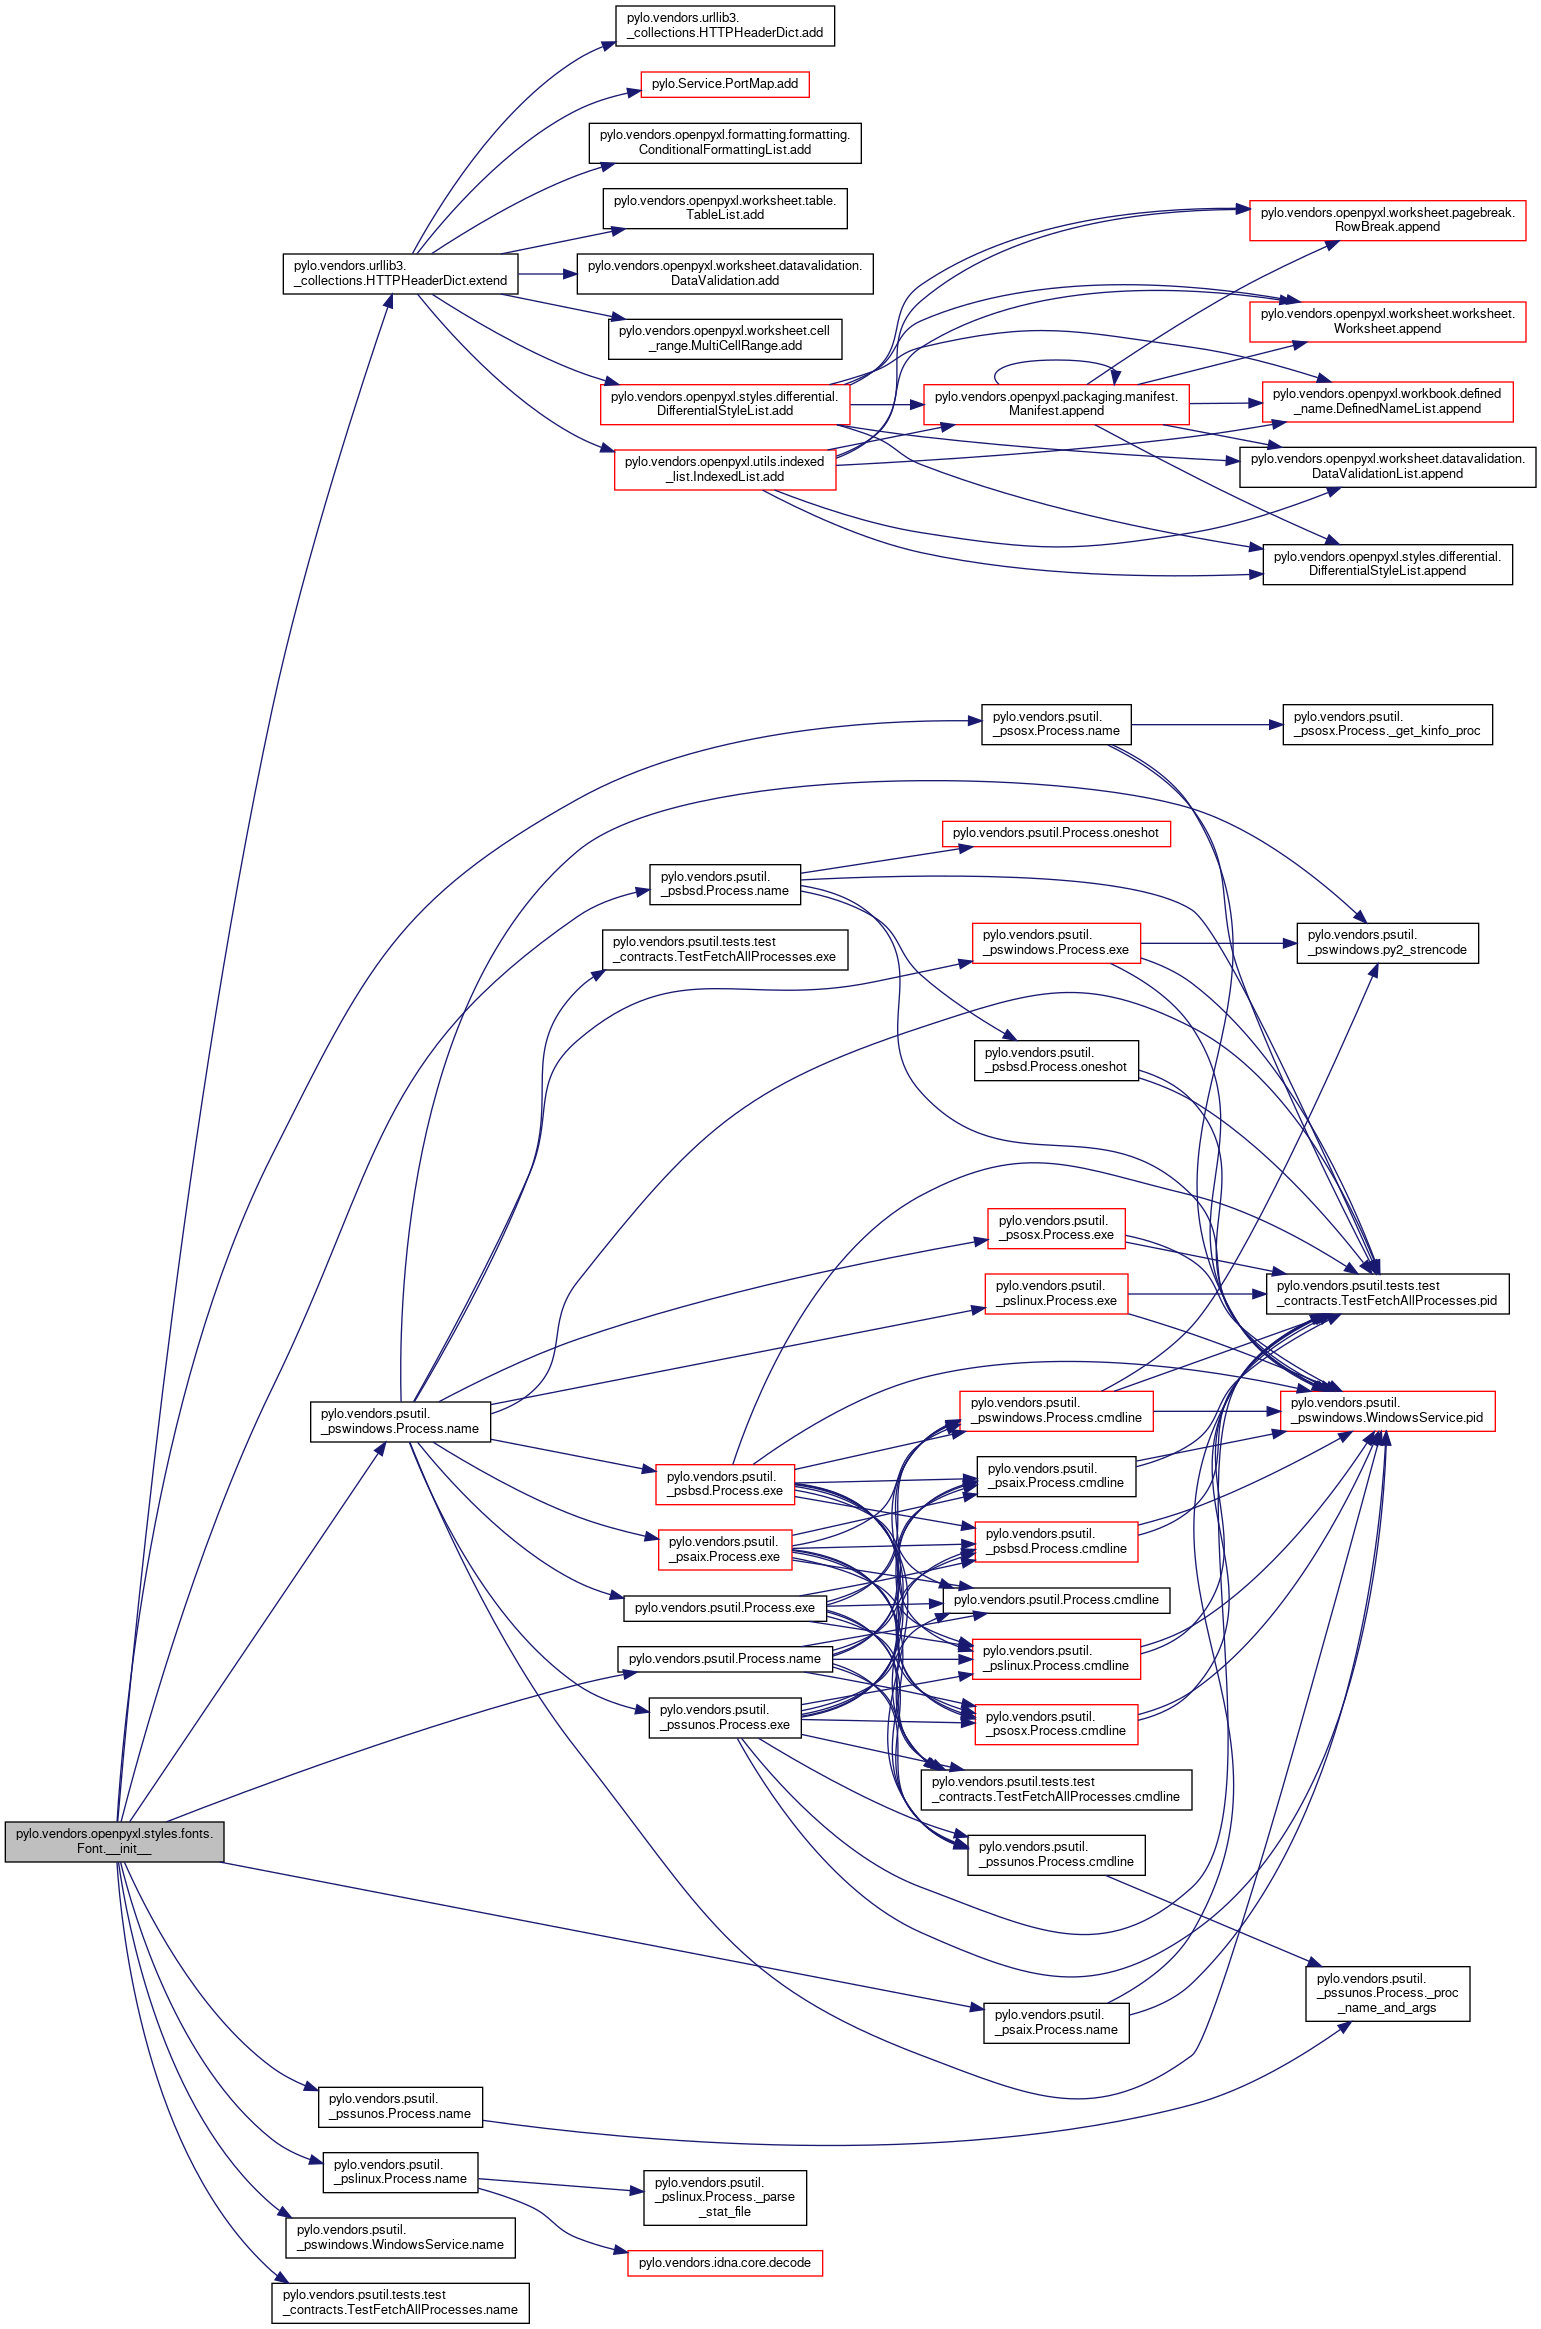 pylo.vendors.urllib3.
_collections.HTTPHeaderDict.add
pylo.Service.PortMap.add
pylo.vendors.openpyxl.formatting.formatting.
ConditionalFormattingList.add
pylo.vendors.openpyxl.worksheet.table.
TableList.add
pylo.vendors.urllib3.
_collections.HTTPHeaderDict.extend
pylo.vendors.openpyxl.worksheet.datavalidation.
DataValidation.add
pylo.vendors.openpyxl.worksheet.cell
_range.MultiCellRange.add
pylo.vendors.openpyxl.styles.differential.
DifferentialStyleList.add
pylo.vendors.openpyxl.utils.indexed
_list.IndexedList.add
pylo.vendors.openpyxl.packaging.manifest.
Manifest.append
pylo.vendors.openpyxl.worksheet.pagebreak.
RowBreak.append
pylo.vendors.openpyxl.worksheet.worksheet.
Worksheet.append
pylo.vendors.openpyxl.workbook.defined
_name.DefinedNameList.append
pylo.vendors.openpyxl.worksheet.datavalidation.
DataValidationList.append
pylo.vendors.openpyxl.styles.differential.
DifferentialStyleList.append
pylo.vendors.psutil.
_psosx.Process.name
pylo.vendors.psutil.
_psosx.Process._get_kinfo_proc
pylo.vendors.psutil.Process.oneshot
pylo.vendors.psutil.
_psbsd.Process.name
pylo.vendors.psutil.tests.test
_contracts.TestFetchAllProcesses.exe
pylo.vendors.psutil.
_pswindows.Process.exe
pylo.vendors.psutil.
_pswindows.py2_strencode
pylo.vendors.psutil.
_psbsd.Process.oneshot
pylo.vendors.psutil.
_psosx.Process.exe
pylo.vendors.psutil.
_pslinux.Process.exe
pylo.vendors.psutil.tests.test
_contracts.TestFetchAllProcesses.pid
pylo.vendors.psutil.
_pswindows.Process.name
pylo.vendors.psutil.
_pswindows.Process.cmdline
pylo.vendors.psutil.
_pswindows.WindowsService.pid
pylo.vendors.psutil.
_psbsd.Process.exe
pylo.vendors.psutil.
_psaix.Process.cmdline
pylo.vendors.psutil.
_psaix.Process.exe
pylo.vendors.psutil.
_psbsd.Process.cmdline
pylo.vendors.psutil.Process.exe
pylo.vendors.psutil.Process.cmdline
pylo.vendors.psutil.Process.name
pylo.vendors.psutil.
_pslinux.Process.cmdline
pylo.vendors.psutil.
_pssunos.Process.exe
pylo.vendors.psutil.
_psosx.Process.cmdline
pylo.vendors.psutil.tests.test
_contracts.TestFetchAllProcesses.cmdline
pylo.vendors.openpyxl.styles.fonts.
Font.__init__
pylo.vendors.psutil.
_pssunos.Process.cmdline
pylo.vendors.psutil.
_pssunos.Process._proc
_name_and_args
pylo.vendors.psutil.
_psaix.Process.name
pylo.vendors.psutil.
_pssunos.Process.name
pylo.vendors.psutil.
_pslinux.Process.name
pylo.vendors.psutil.
_pslinux.Process._parse
_stat_file
pylo.vendors.psutil.
_pswindows.WindowsService.name
pylo.vendors.idna.core.decode
pylo.vendors.psutil.tests.test
_contracts.TestFetchAllProcesses.name